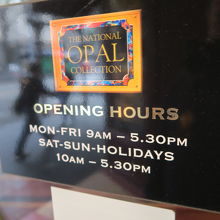 THE NATIONAL
OPAL
COLLECTION
OPENING HOURS
MON-FRI 9AM – 5.30PM
SAT-SUN-HOLIDAYS
10AM – 5.30PM